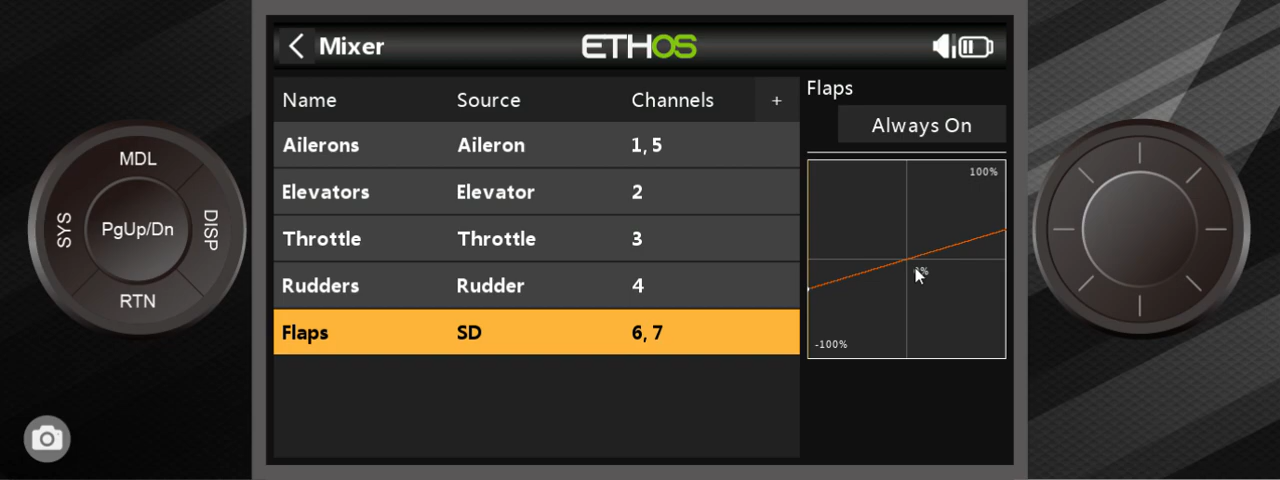 Mixer
ETHOS
Name Source Channels +
Ailerons Aileron 1, 5
Elevators Elevator 2
Throttle Throttle 3
Rudders Rudder 4
Flaps SD 6, 7
Flaps
Always On
100%
-100%
MDL
SYS
PgUp/Dn
DISP
RTN